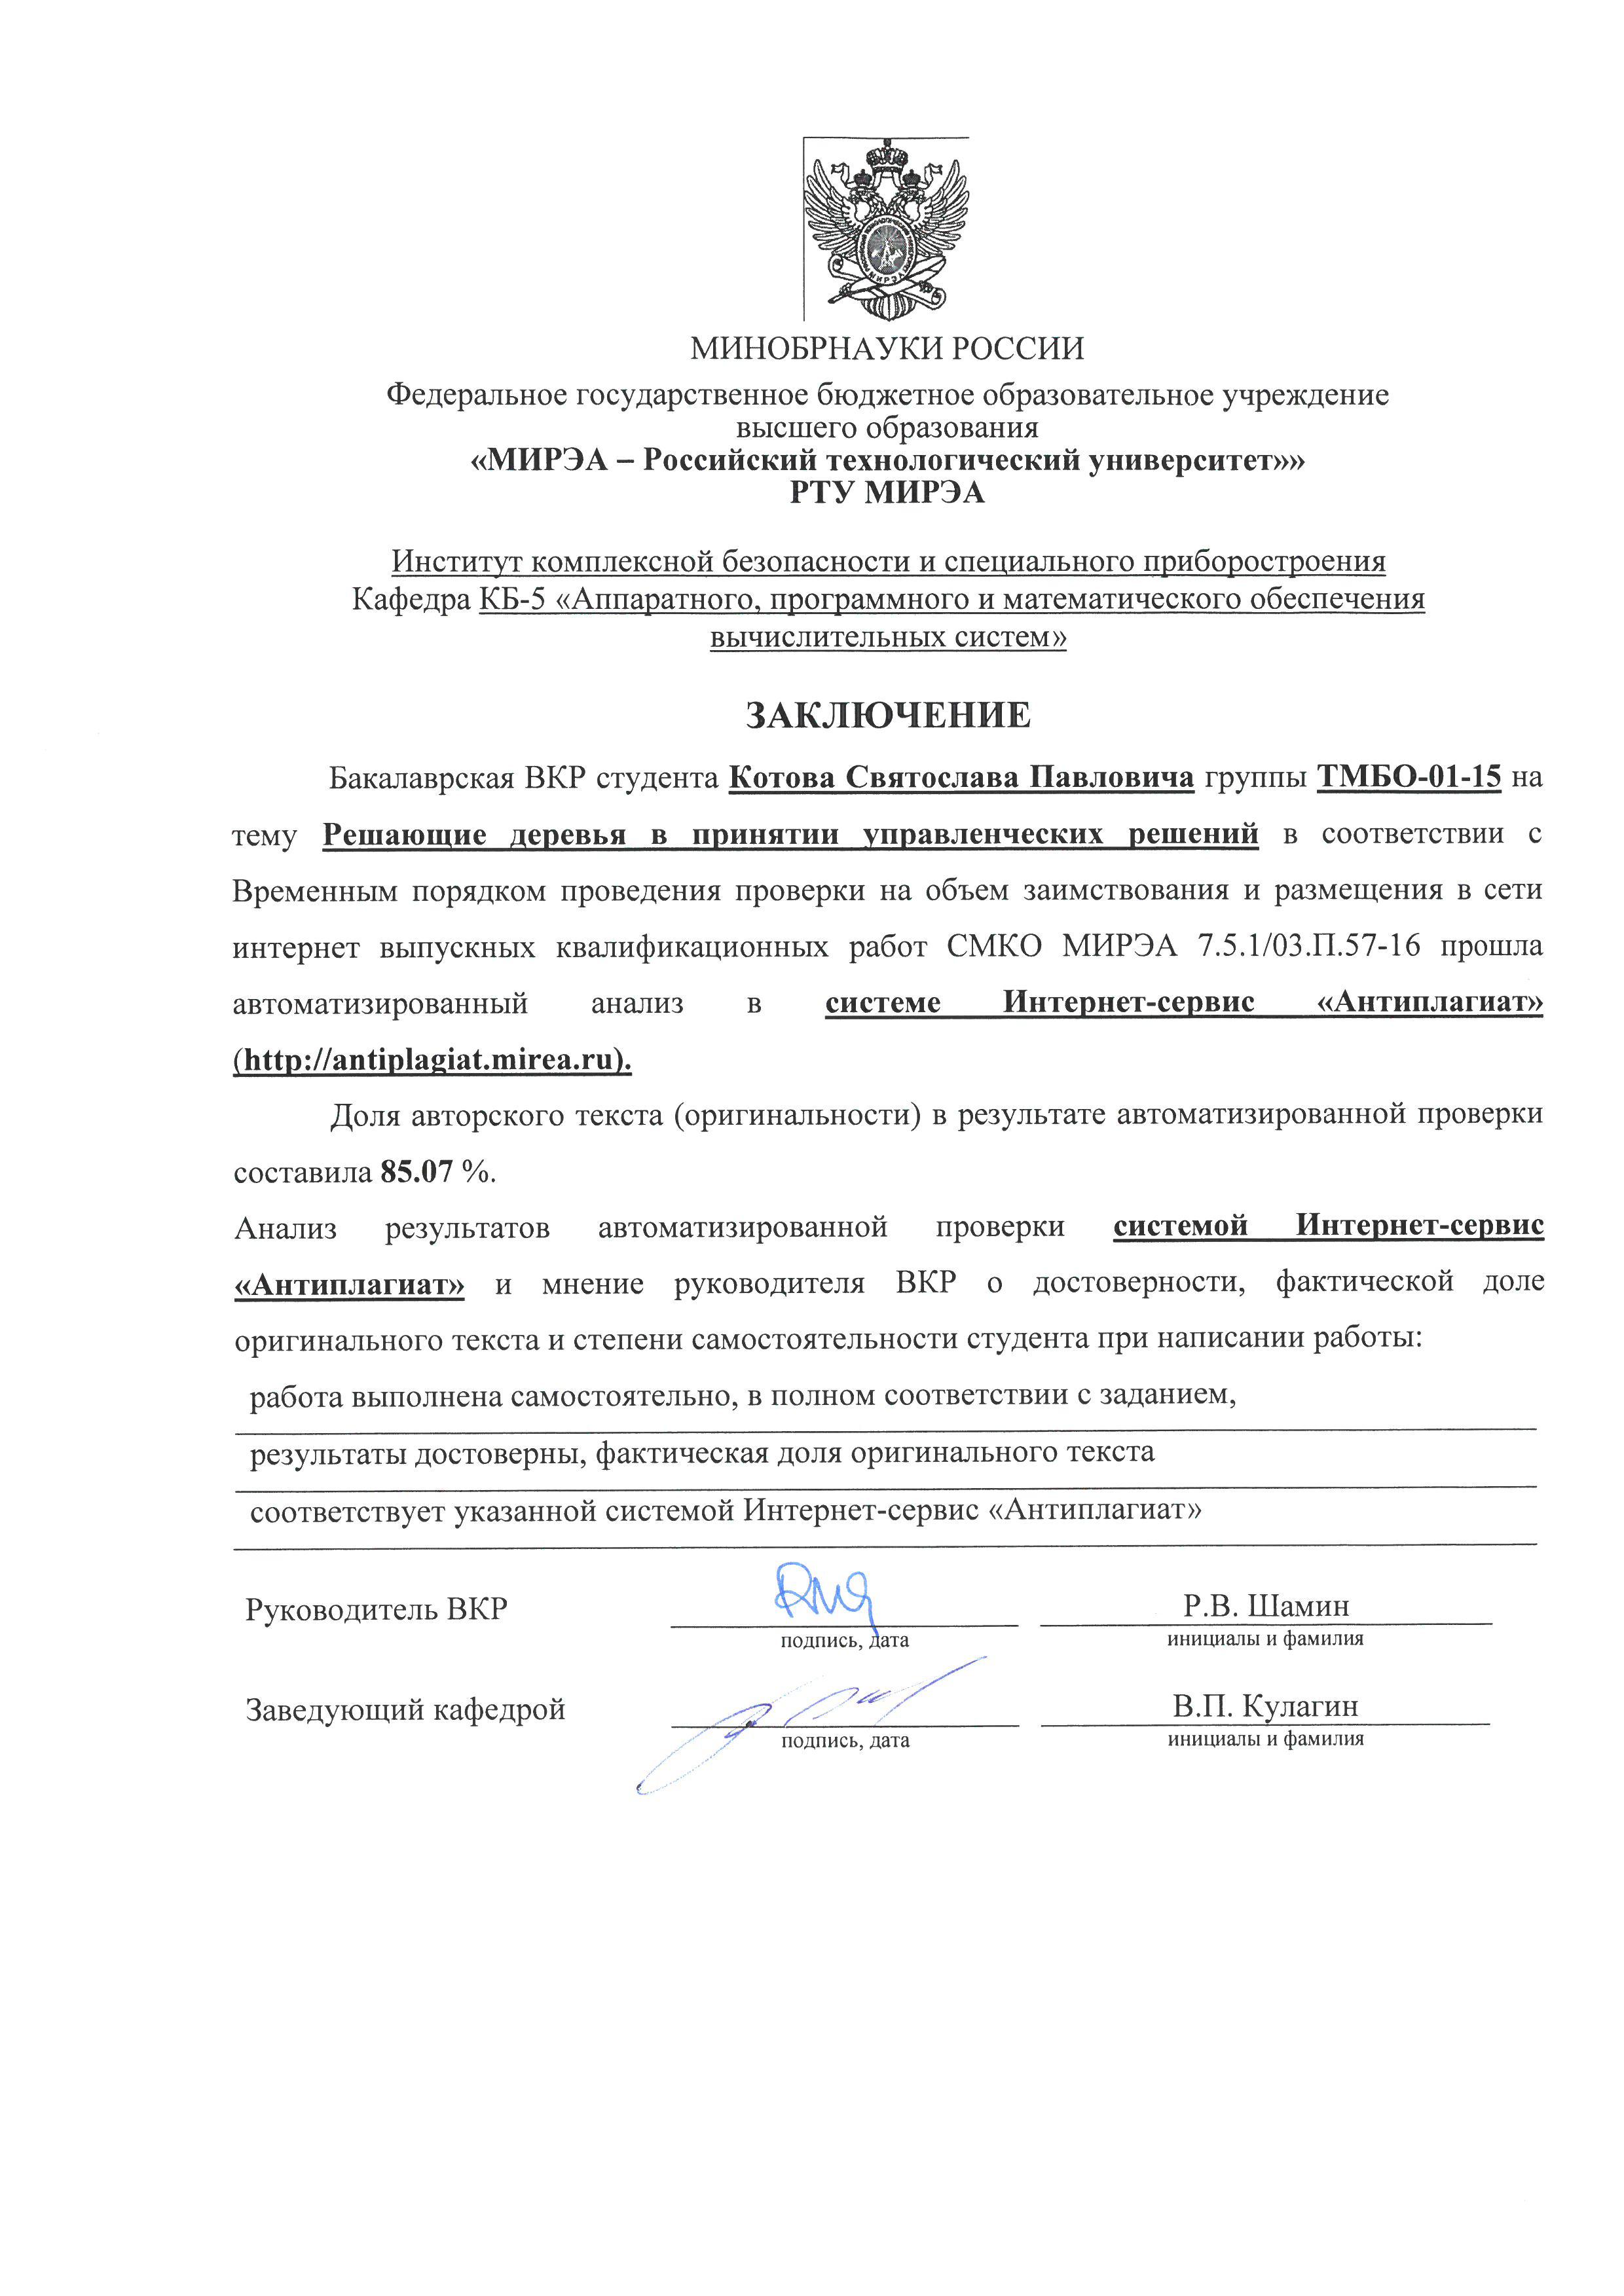 МИНОБРНАУКИ РОССИИ
Федеральное государственное бюджетное образовательное учреждение
высшего образования
«МИРЭА – Российский технологический университет»»
РТУ МИРЭА
Институт комплексной безопасности и специального приборостроения
Кафедра КБ-5 «Аппаратного, программного и математического обеспечения
вычислительных систем»
ЗАКЛЮЧЕНИЕ
Бакалаврская ВКР студента Котова Святослава Павловича группы ТМБО-01-15 на
тему Решающие деревья в принятии управленческих решений в соответствии с
Временным порядком проведения проверки на объем заимствования и размещения в сети
интернет выпускных квалификационных работ СМКО МИРЭА 7.5.1/03.П.57-16 прошла
автоматизированный анализ в системе Интернет-сервис «Антиплагиат»
(http://antiplagiat.mirea.ru).
Доля авторского текста (оригинальности) в результате автоматизированной проверки
составила 85.07 %.
Анализ результатов автоматизированной проверки системой Интернет-сервис
«Антиплагиат» и мнение руководителя ВКР о достоверности, фактической доле
оригинального текста и степени самостоятельности студента при написании работы:
работа выполнена самостоятельно, в полном соответствии с заданием,
результаты достоверны, фактическая доля оригинального текста
соответствует указанной системой Интернет-сервис «Антиплагиат»
Руководитель ВКР Р.В. Шамин
подпись, дата инициалы и фамилия
Заведующий кафедрой В.П. Кулагин
подпись, дата инициалы и фамилия